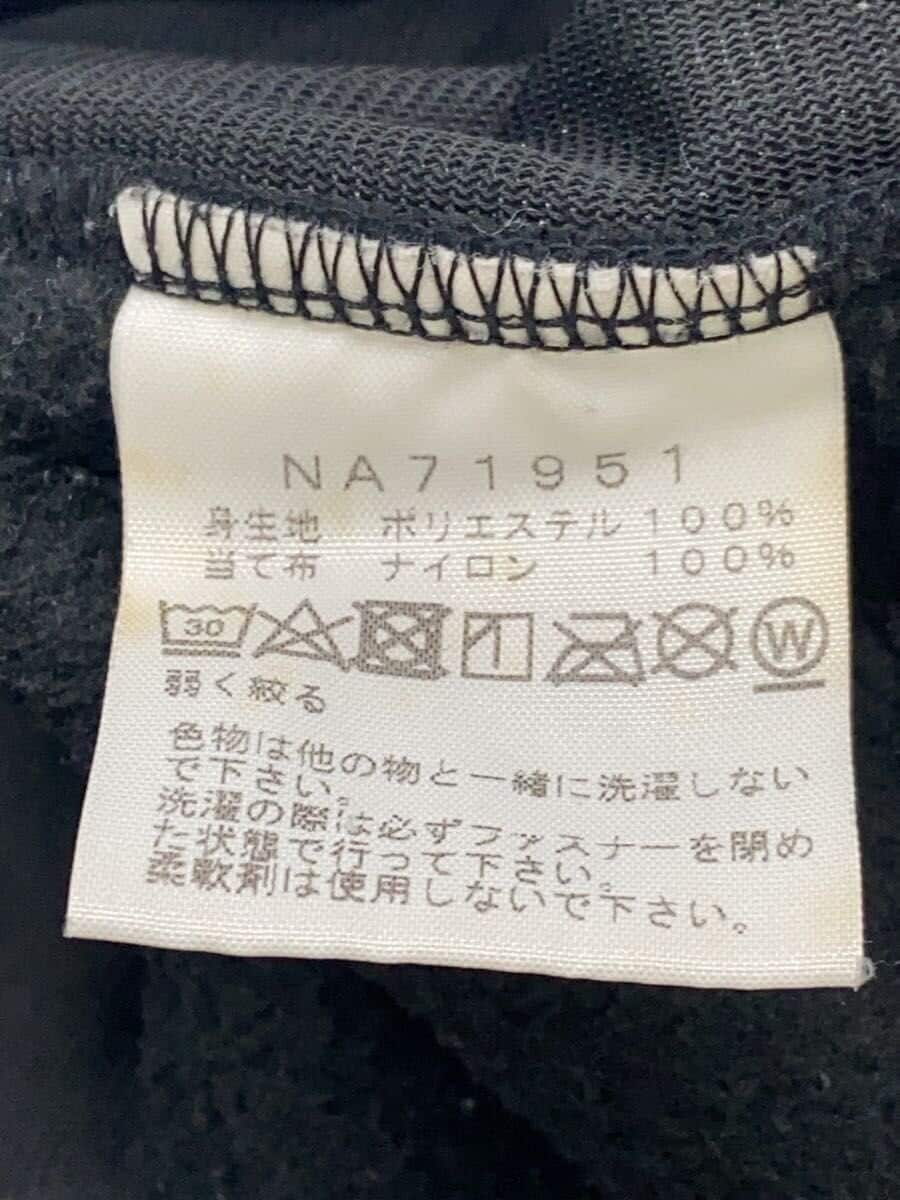 NA71951
身生地 ポリエステル 100%
当て布 ナイロン 100%
30 W
弱く絞る
色物は他の物と一緒に洗濯しない
で下さい。
洗濯の際は必ずファスナーを閉め
た状態で行って下さい。
柔軟剤は使用しないで下さい。